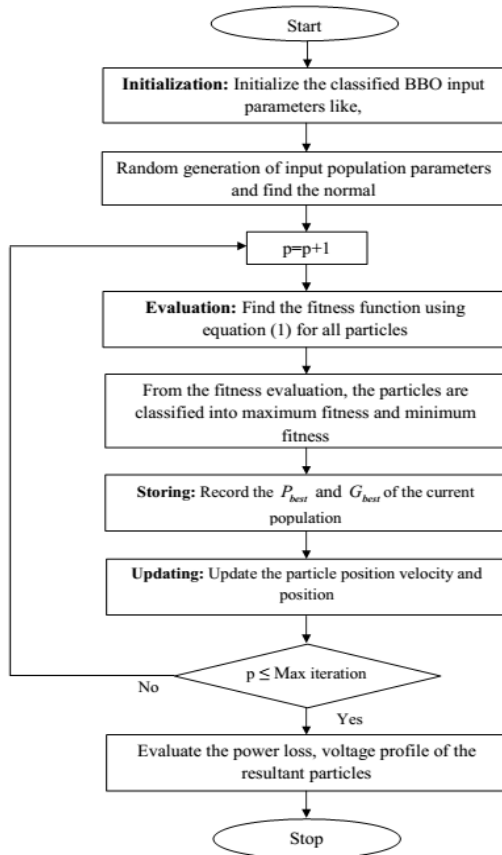 Start
Initialization: Initialize the classified BBO input
parameters like,
Random generation of input population parameters
and find the normal
p=p+1
Evaluation: Find the fitness function using
equation (1) for all particles
From the fitness evaluation, the particles are
classified into maximum fitness and minimum
fitness
Storing: Record the P_best and G_best of the current
population
Updating: Update the particle position velocity and
position
p ≤ Max iteration
No
Yes
Evaluate the power loss, voltage profile of the
resultant particles
Stop